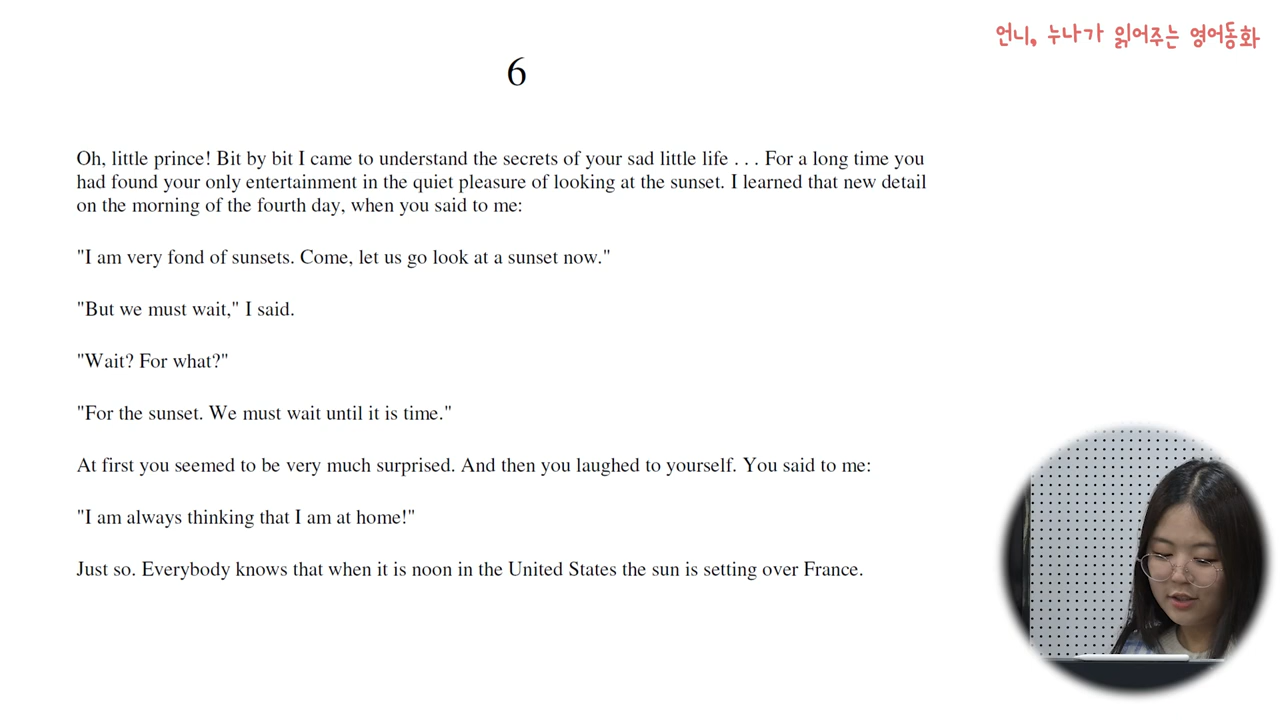 언니, 누나가 읽어주는 영어동화
6
Oh, little prince! Bit by bit I came to understand the secrets of your sad little life . . . For a long time you
had found your only entertainment in the quiet pleasure of looking at the sunset. I learned that new detail
on the morning of the fourth day, when you said to me:
"I am very fond of sunsets. Come, let us go look at a sunset now."
"But we must wait," I said.
"Wait? For what?"
"For the sunset. We must wait until it is time."
At first you seemed to be very much surprised. And then you laughed to yourself. You said to me:
"I am always thinking that I am at home!"
Just so. Everybody knows that when it is noon in the United States the sun is setting over France.